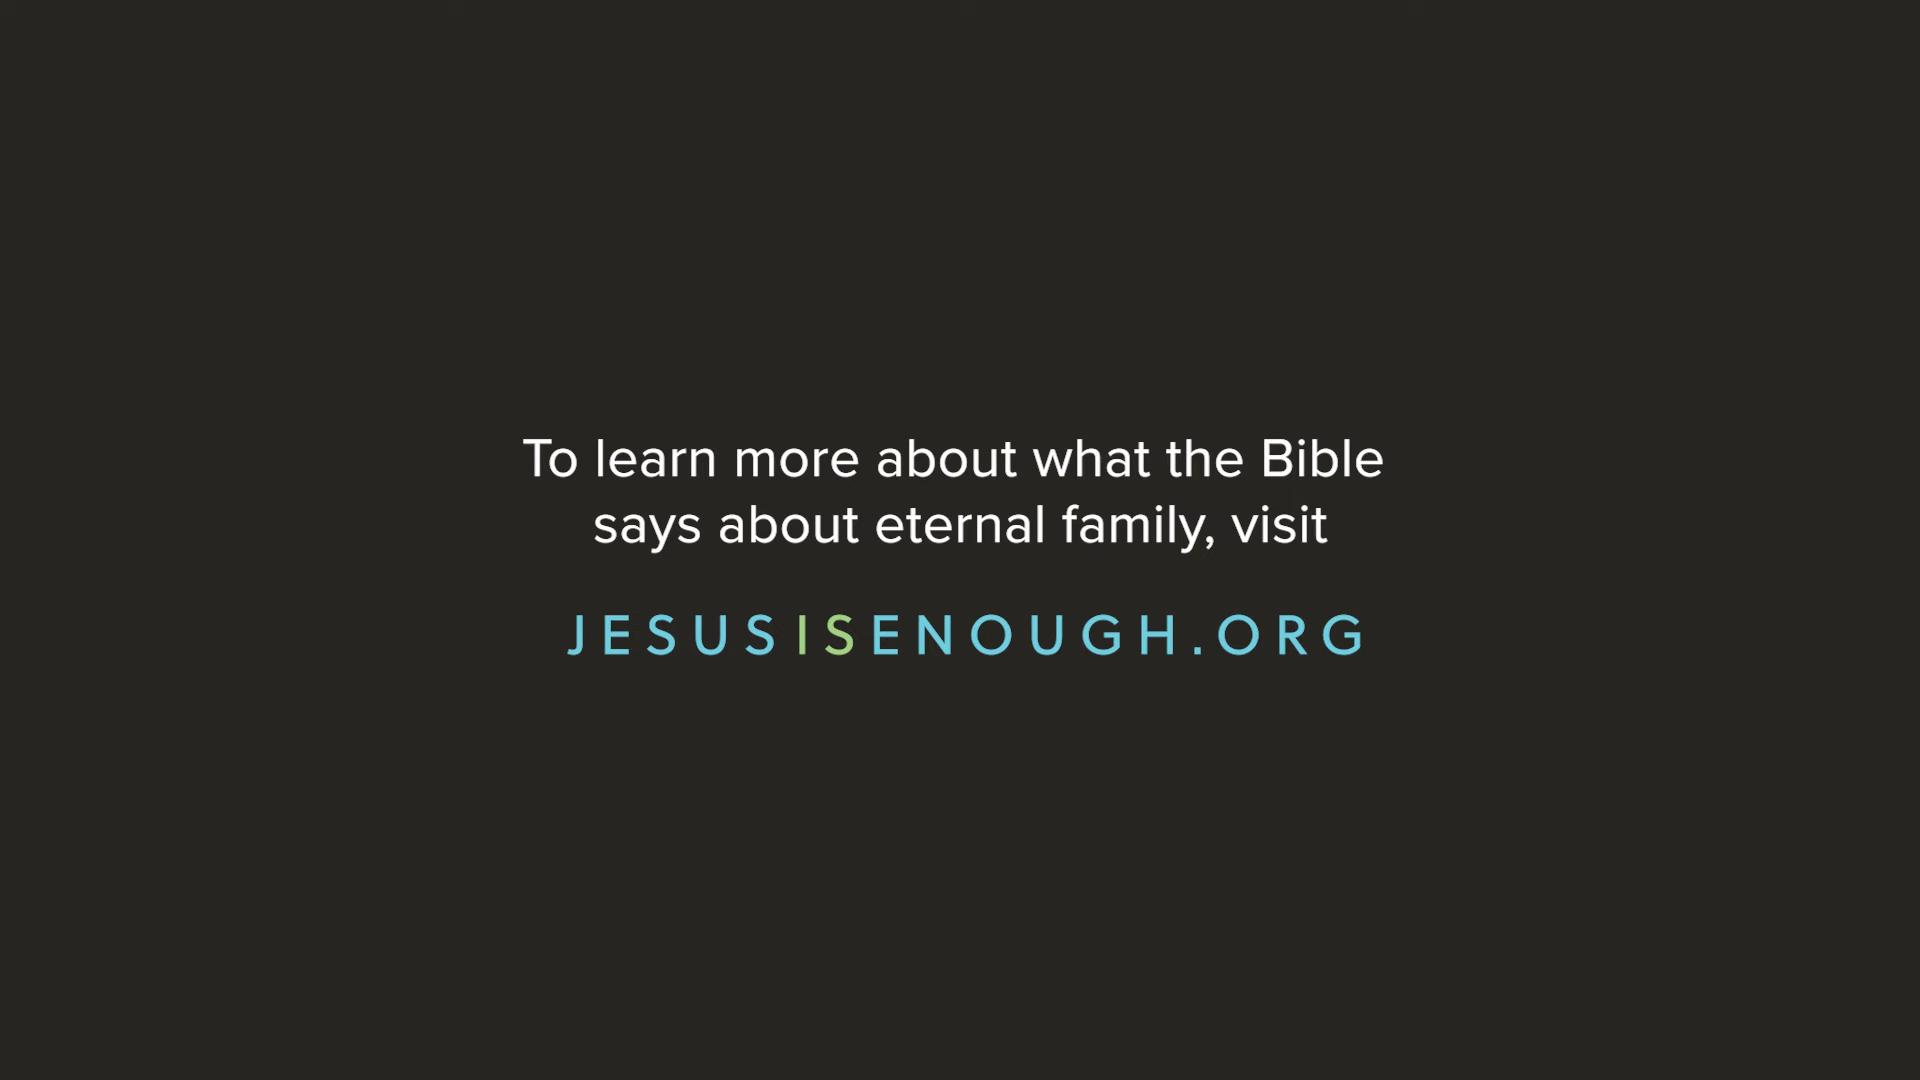 To learn more about what the Bible
says about eternal family, visit
JESUSISENOUGH.ORG